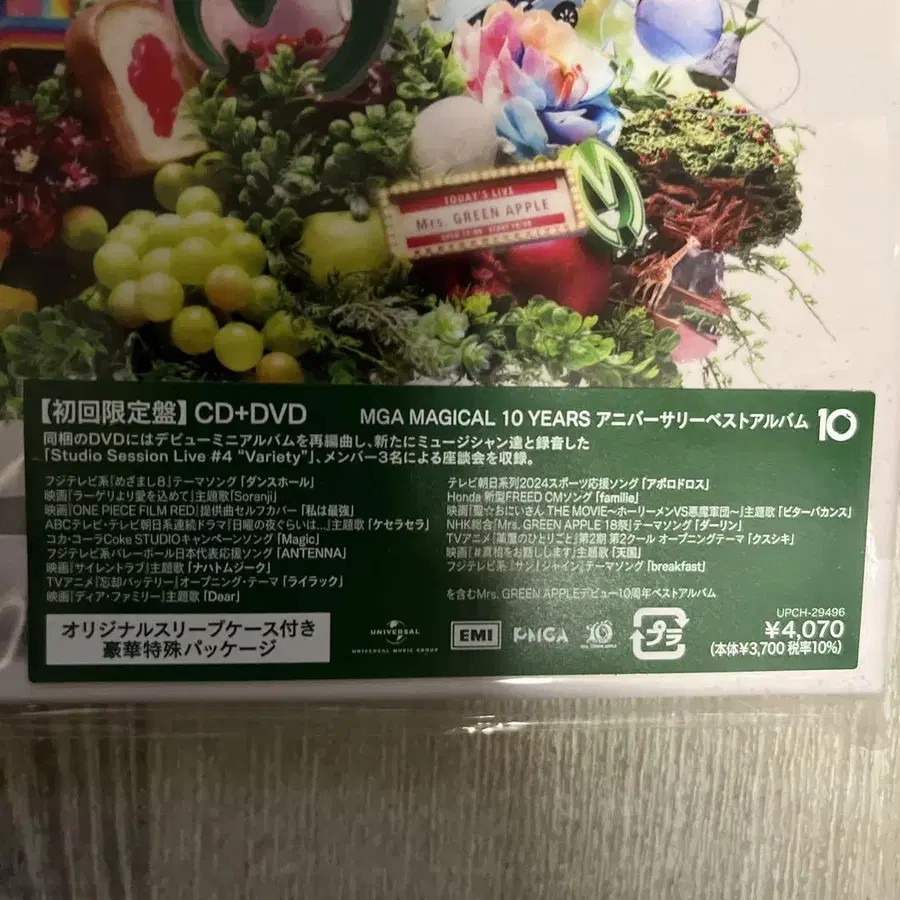 TODAY'S LIVE
Mrs. GREEN APPLE
【初回限定盤】CD+DVD
MGA MAGICAL 10 YEARS アニバーサリーベストアルバム 10
同梱のDVDにはデビューミニアルバムを再編曲し、新たにミュージシャン達と録音した
「Studio Session Live #4 “Variety”」、メンバー3名による座談会を収録。
フジテレビ系『めざまし8』テーマソング「ダンスホール」
映画『ラーゲリより愛を込めて』主題歌「Soranji」
映画『ONE PIECE FILM RED』提供曲セルフカバー「私は最強」
ABCテレビ・テレビ朝日系連続ドラマ『日曜の夜ぐらいは...』主題歌「ケセラセラ」
コカ・コーラCoke STUDIOキャンペーンソング「Magic」
フジテレビ系バレーボール日本代表応援ソング「ANTENNA」
映画『サイレントラブ』主題歌「ナハトムジーク」
TVアニメ『忘却バッテリー』オープニング・テーマ「ライラック」
映画『ディア・ファミリー』主題歌「Dear」
テレビ朝日系列2024スポーツ応援ソング「アポロドロス」
Honda 新型FREED CMソング「familie」
映画『聖☆おにいさん THE MOVIE～ホーリーメンVS悪魔軍団～』主題歌「ビターバカンス」
NHK総合『Mrs. GREEN APPLE 18祭』テーマソング「ダーリン」
TVアニメ『薬屋のひとりごと』第2期 第2クール オープニングテーマ「クスシキ」
映画『#真相をお話しします』主題歌「天国」
フジテレビ系『サン!シャイン』テーマソング「breakfast」
を含むMrs. GREEN APPLEデビュー10周年ベストアルバム
オリジナルスリーブケース付き
豪華特殊パッケージ
UNIVERSAL
UNIVERSAL MUSIC GROUP
EMI
PMGA
10
Mrs. GREEN APPLE
プラ
UPCH-29496
¥4,070
(本体¥3,700 税率10%)